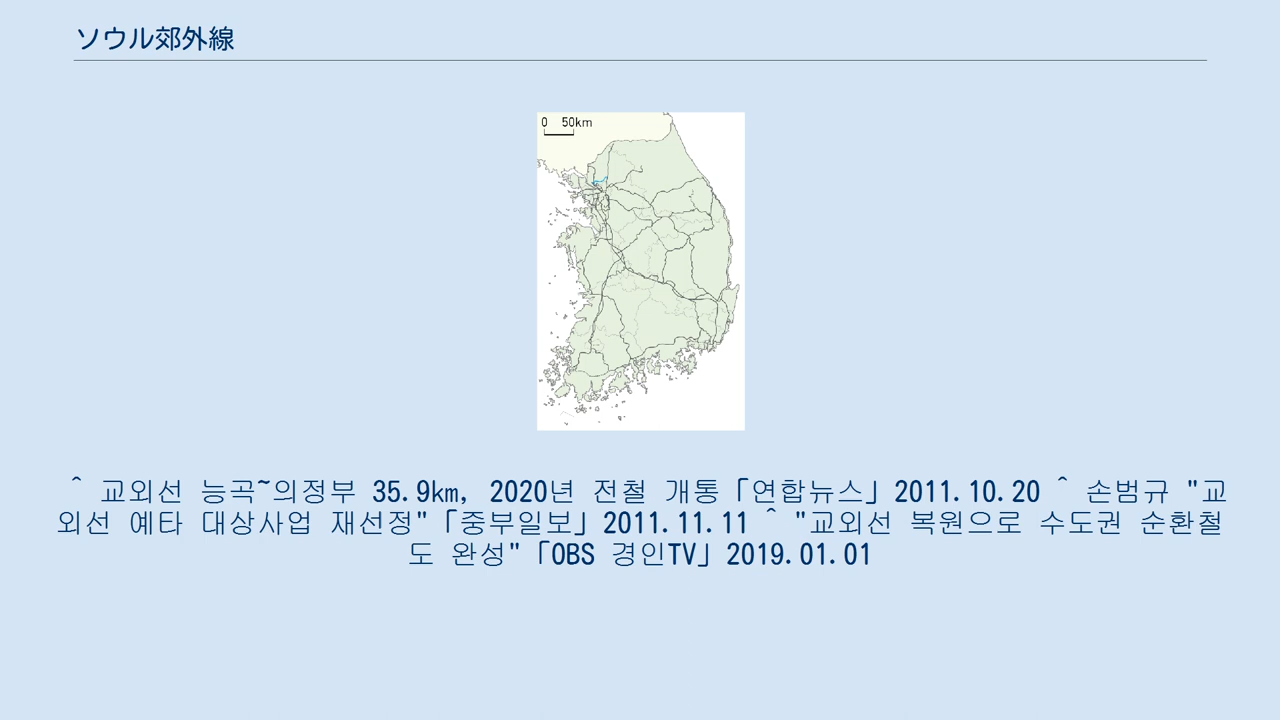 ソウル郊外線
0 50km
^ 교외선 능곡~의정부 35.9km, 2020년 전철 개통「연합뉴스」2011.10.20 ^ 손범규 "교
외선 예타 대상사업 재선정"「중부일보」2011.11.11 ^ "교외선 복원으로 수도권 순환철
도 완성"「OBS 경인TV」2019.01.01